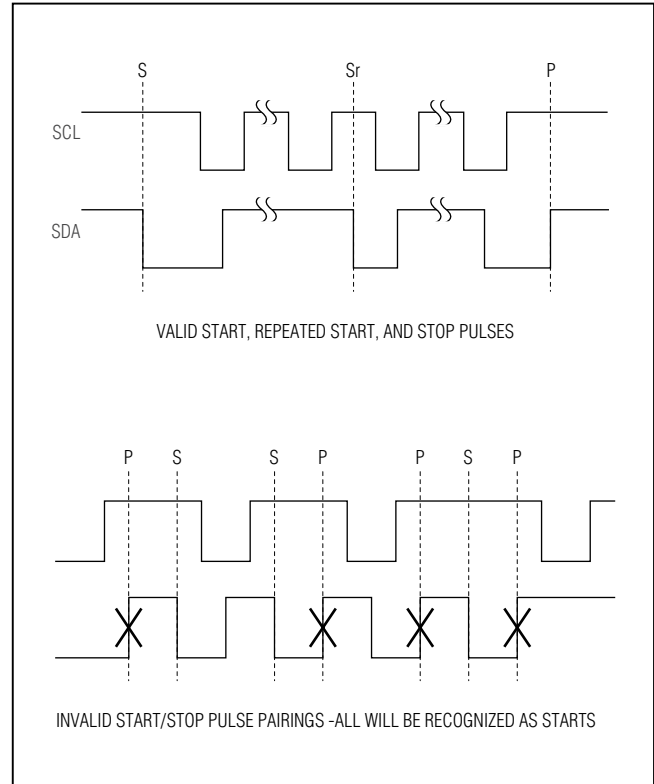 S Sr P
SCL
SDA
VALID START, REPEATED START, AND STOP PULSES
P S S P P S P
INVALID START/STOP PULSE PAIRINGS -ALL WILL BE RECOGNIZED AS STARTS